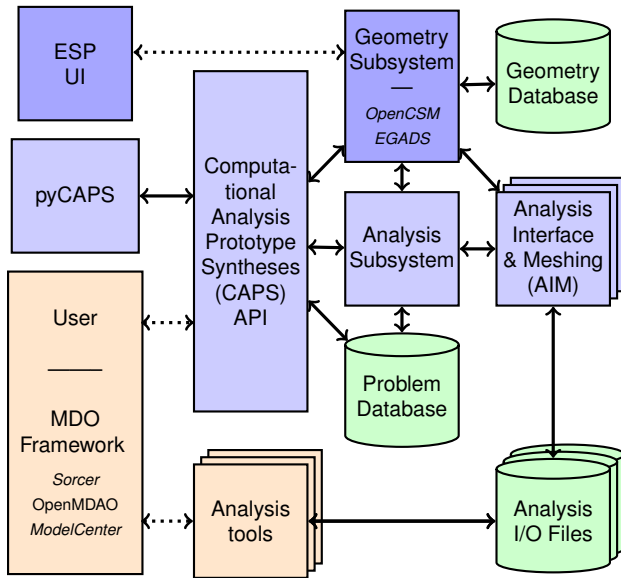 ESP
UI
Geometry
Subsystem
OpenCSM
EGADS
Geometry
Database
pyCAPS
Computa-
tional
Analysis
Prototype
Syntheses
(CAPS)
API
Analysis
Subsystem
Analysis
Interface
& Meshing
(AIM)
User
MDO
Framework
Sorcer
OpenMDAO
ModelCenter
Problem
Database
Analysis
tools
Analysis
I/O Files